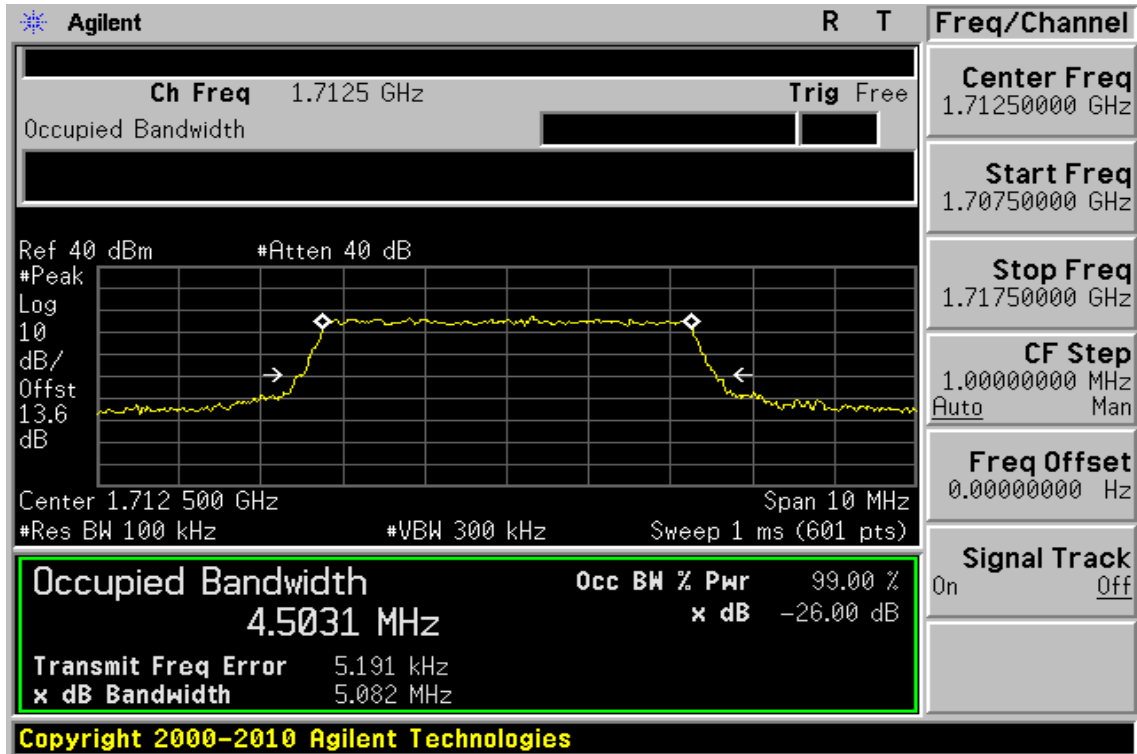 Agilent R T Freq/Channel
Ch Freq 1.7125 GHz Trig Free
Occupied Bandwidth
Center Freq
1.71250000 GHz
Start Freq
1.70750000 GHz
Stop Freq
1.71750000 GHz
CF Step
1.00000000 MHz
Auto Man
Freq Offset
0.00000000 Hz
Signal Track
On Off
Ref 40 dBm #Atten 40 dB
#Peak
Log
10
dB/
Offst
13.6
dB
Center 1.712 500 GHz Span 10 MHz
#Res BW 100 kHz #VBW 300 kHz Sweep 1 ms (601 pts)
Occupied Bandwidth Occ BW % Pwr 99.00 %
4.5031 MHz x dB -26.00 dB
Transmit Freq Error 5.191 kHz
x dB Bandwidth 5.082 MHz
Copyright 2000-2010 Agilent Technologies